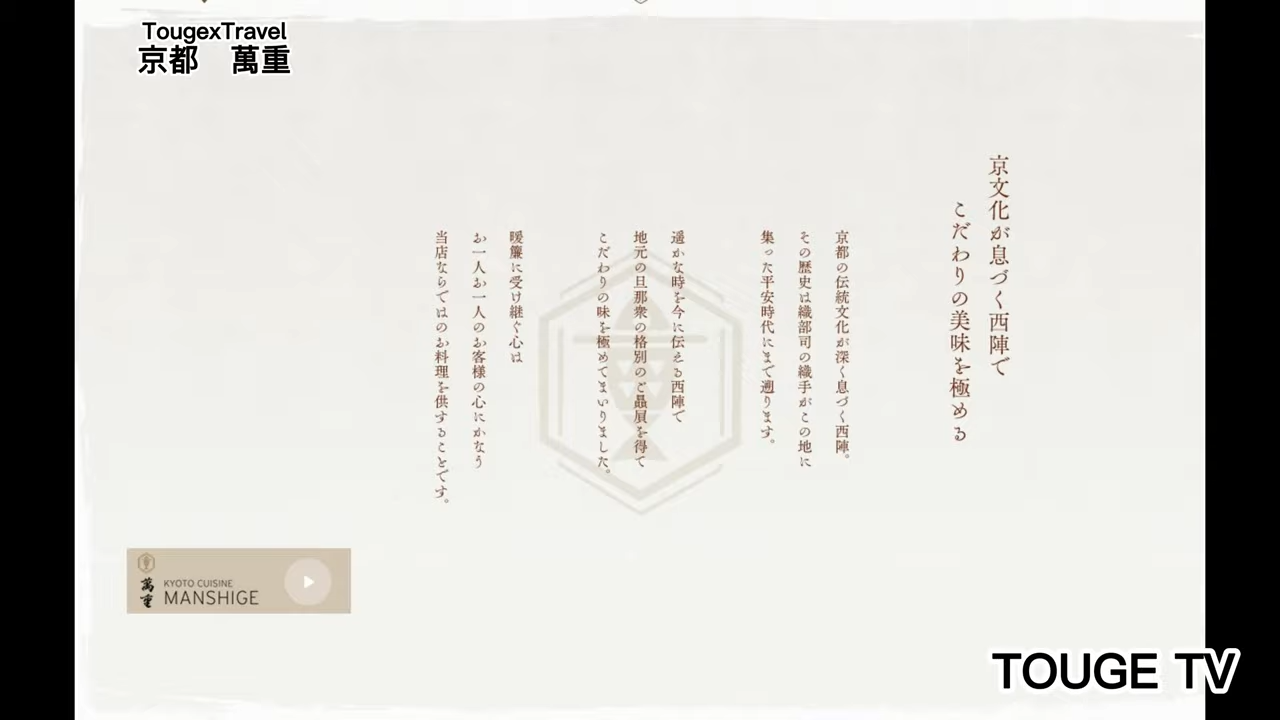 TougexTravel
京都　萬重
京文化が息づく西陣で
こだわりの美味を極める
京都の伝統文化が深く息づく西陣。
その歴史は織部司の織手がこの地に
集った平安時代にまで遡ります。
遥かな時を今に伝える西陣で
地元の旦那衆の格別のご贔屓を得て
こだわりの味を極めてまいりました。
暖簾に受け継ぐ心は
お一人お一人のお客様の心にかなう
当店ならではのお料理を供することです。
萬重
KYOTO CUISINE
MANSHIGE
TOUGE TV